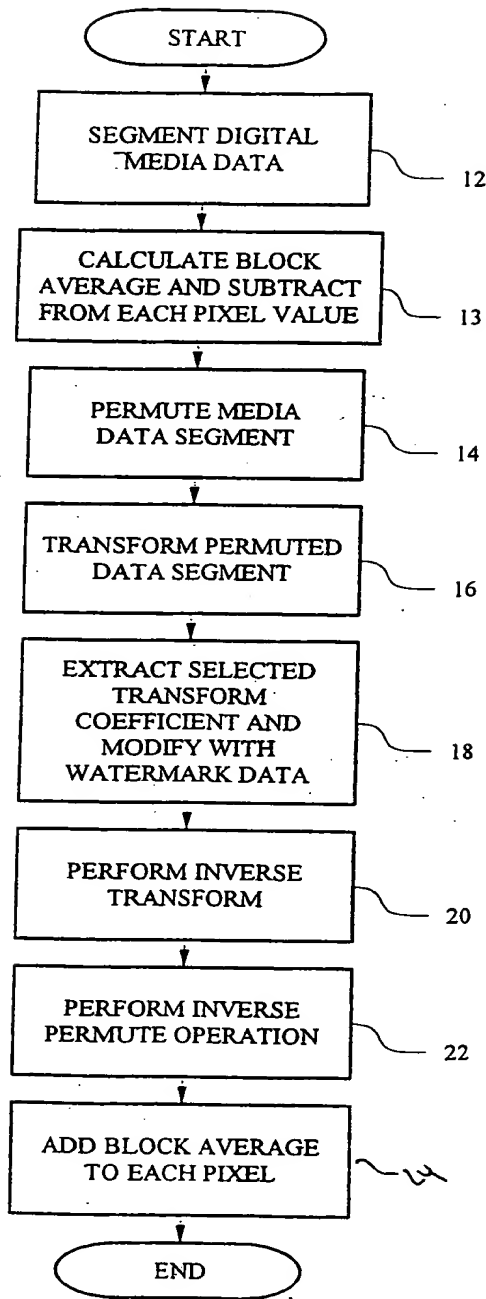 START
SEGMENT DIGITAL
MEDIA DATA
12
CALCULATE BLOCK
AVERAGE AND SUBTRACT
FROM EACH PIXEL VALUE
13
PERMUTE MEDIA
DATA SEGMENT
14
TRANSFORM PERMUTED
DATA SEGMENT
16
EXTRACT SELECTED
TRANSFORM
COEFFICIENT AND
MODIFY WITH
WATERMARK DATA
18
PERFORM INVERSE
TRANSFORM
20
PERFORM INVERSE
PERMUTE OPERATION
22
ADD BLOCK AVERAGE
TO EACH PIXEL
24
END